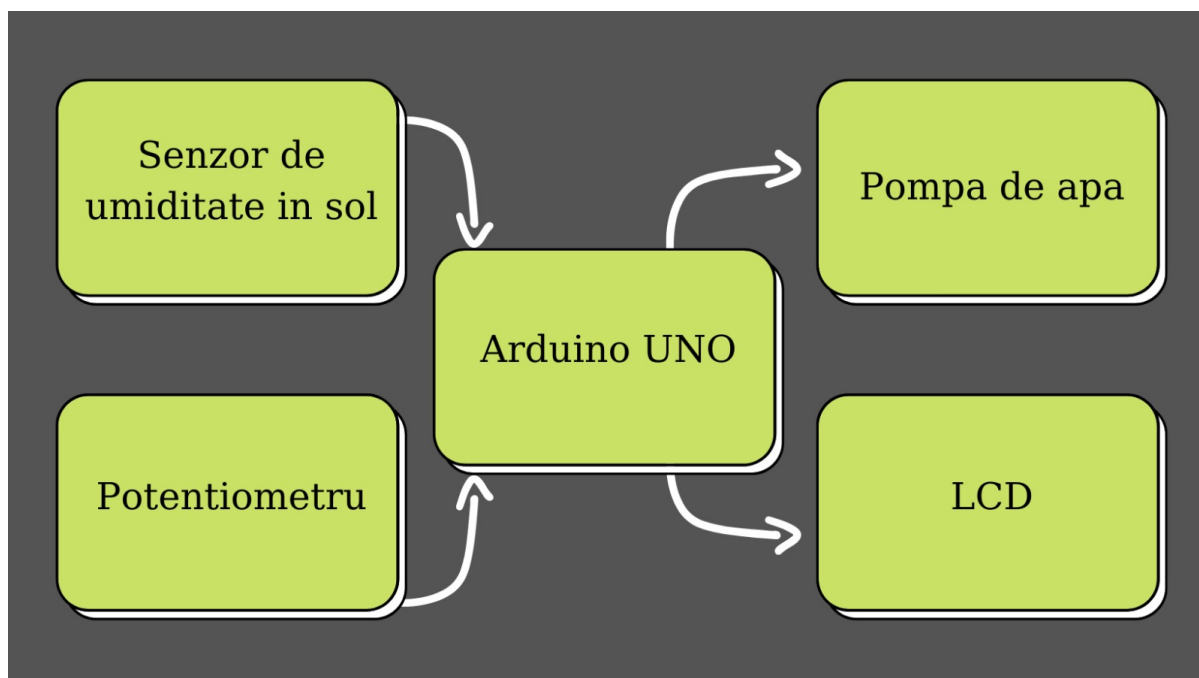 Senzor de
umiditate in sol
Pompa de apa
Arduino UNO
Potentiometru
LCD